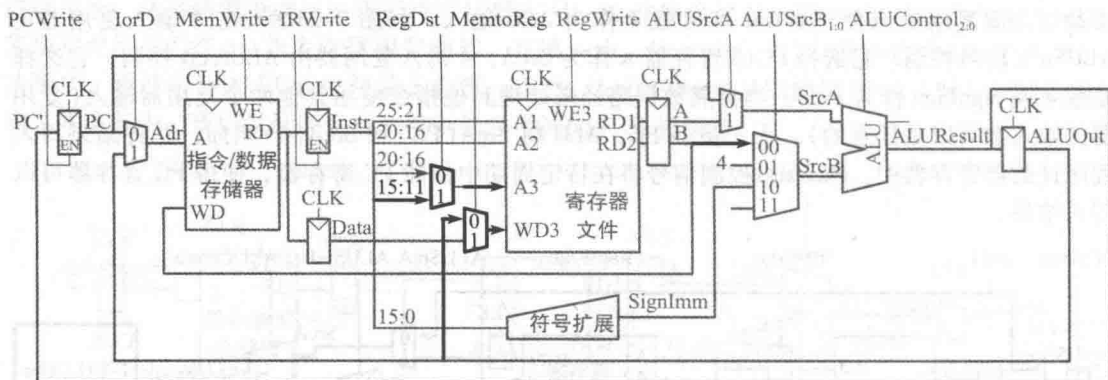 PCWrite IorD MemWrite IRWrite RegDst MemtoReg RegWrite ALUSrcA ALUSrcB1:0 ALUControl2:0
CLK CLK CLK CLK CLK CLK
PC' PC 0 1 Adr
EN
WE
A RD
指令/数据
存储器
WD
Instr
EN
25:21
20:16
20:16
15:11
0
1
CLK
Data
0
1
WE3
A1 RD1
A2 RD2
A3
寄存器
文件
WD3
A
B
0
1
4
00
01
10
11
SrcA
SrcB
ALU
ALUResult
ALUOut
SignImm
15:0
符号扩展